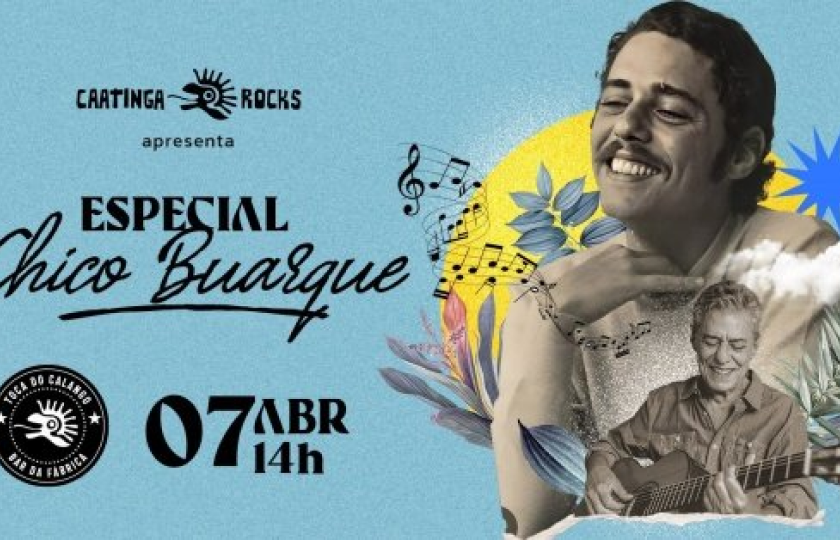 CAATINGA ROCKS
apresenta
ESPECIAL
Chico Buarque
TOCA DO CALANGO
BAR DA FÁBRICA
07 ABR
14h